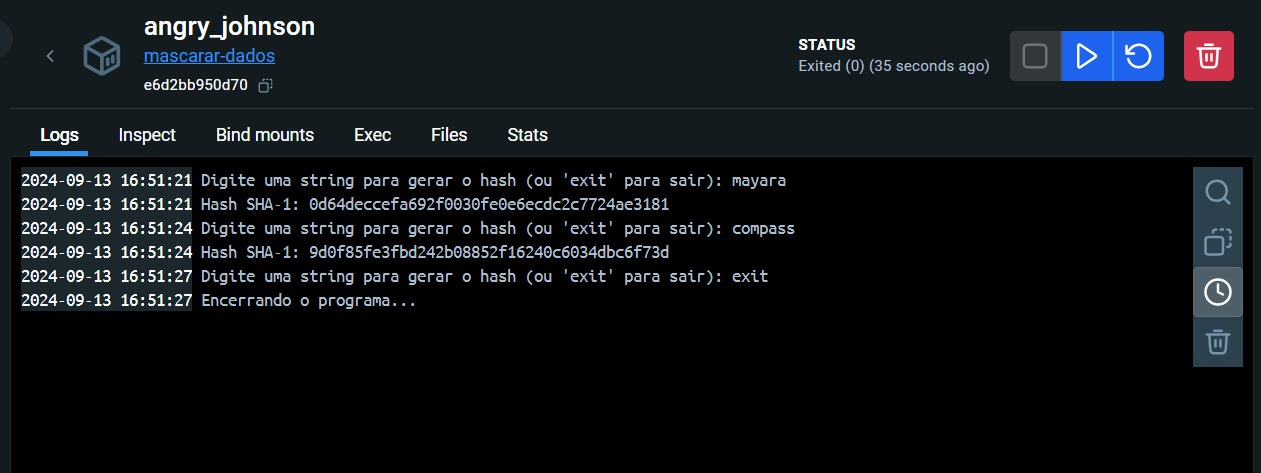 angry_johnson
mascarar-dados
e6d2bb950d70
STATUS
Exited (0) (35 seconds ago)
Logs Inspect Bind mounts Exec Files Stats
2024-09-13 16:51:21 Digite uma string para gerar o hash (ou 'exit' para sair): mayara
2024-09-13 16:51:21 Hash SHA-1: 0d64deccefa692f0030fe0e6ecdc2c7724ae3181
2024-09-13 16:51:24 Digite uma string para gerar o hash (ou 'exit' para sair): compass
2024-09-13 16:51:24 Hash SHA-1: 9d0f85fe3fbd242b08852f16240c6034dbc6f73d
2024-09-13 16:51:27 Digite uma string para gerar o hash (ou 'exit' para sair): exit
2024-09-13 16:51:27 Encerrando o programa...